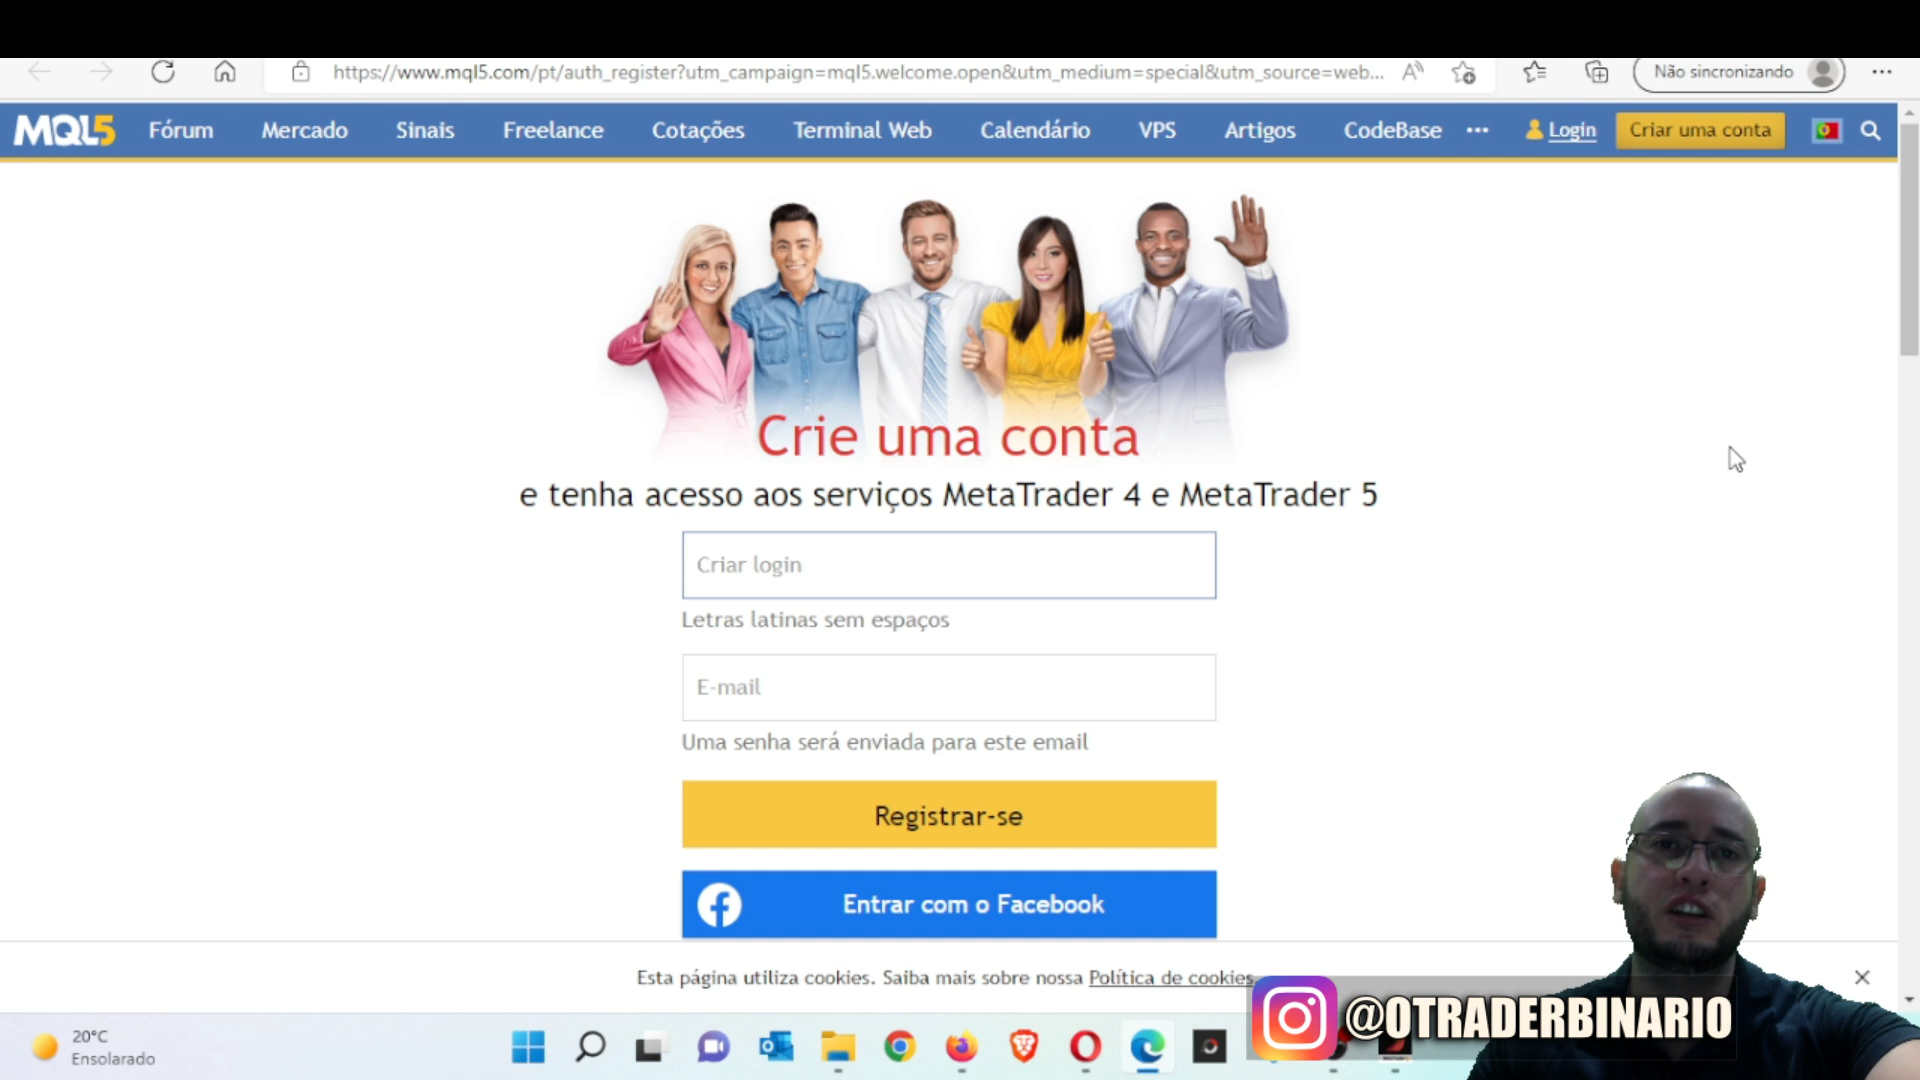 https://www.mql5.com/pt/auth_register?utm_campaign=mql5.welcome.open&utm_medium=special&utm_source=web...
Não sincronizando
MQL5 Fórum Mercado Sinais Freelance Cotações Terminal Web Calendário VPS Artigos CodeBase Login Criar uma conta
Crie uma conta
e tenha acesso aos serviços MetaTrader 4 e MetaTrader 5
Criar login
Letras latinas sem espaços
E-mail
Uma senha será enviada para este email
Registrar-se
Entrar com o Facebook
Esta página utiliza cookies. Saiba mais sobre nossa Política de cookies.
@OTRADERBINARIO
20°C
Ensolarado